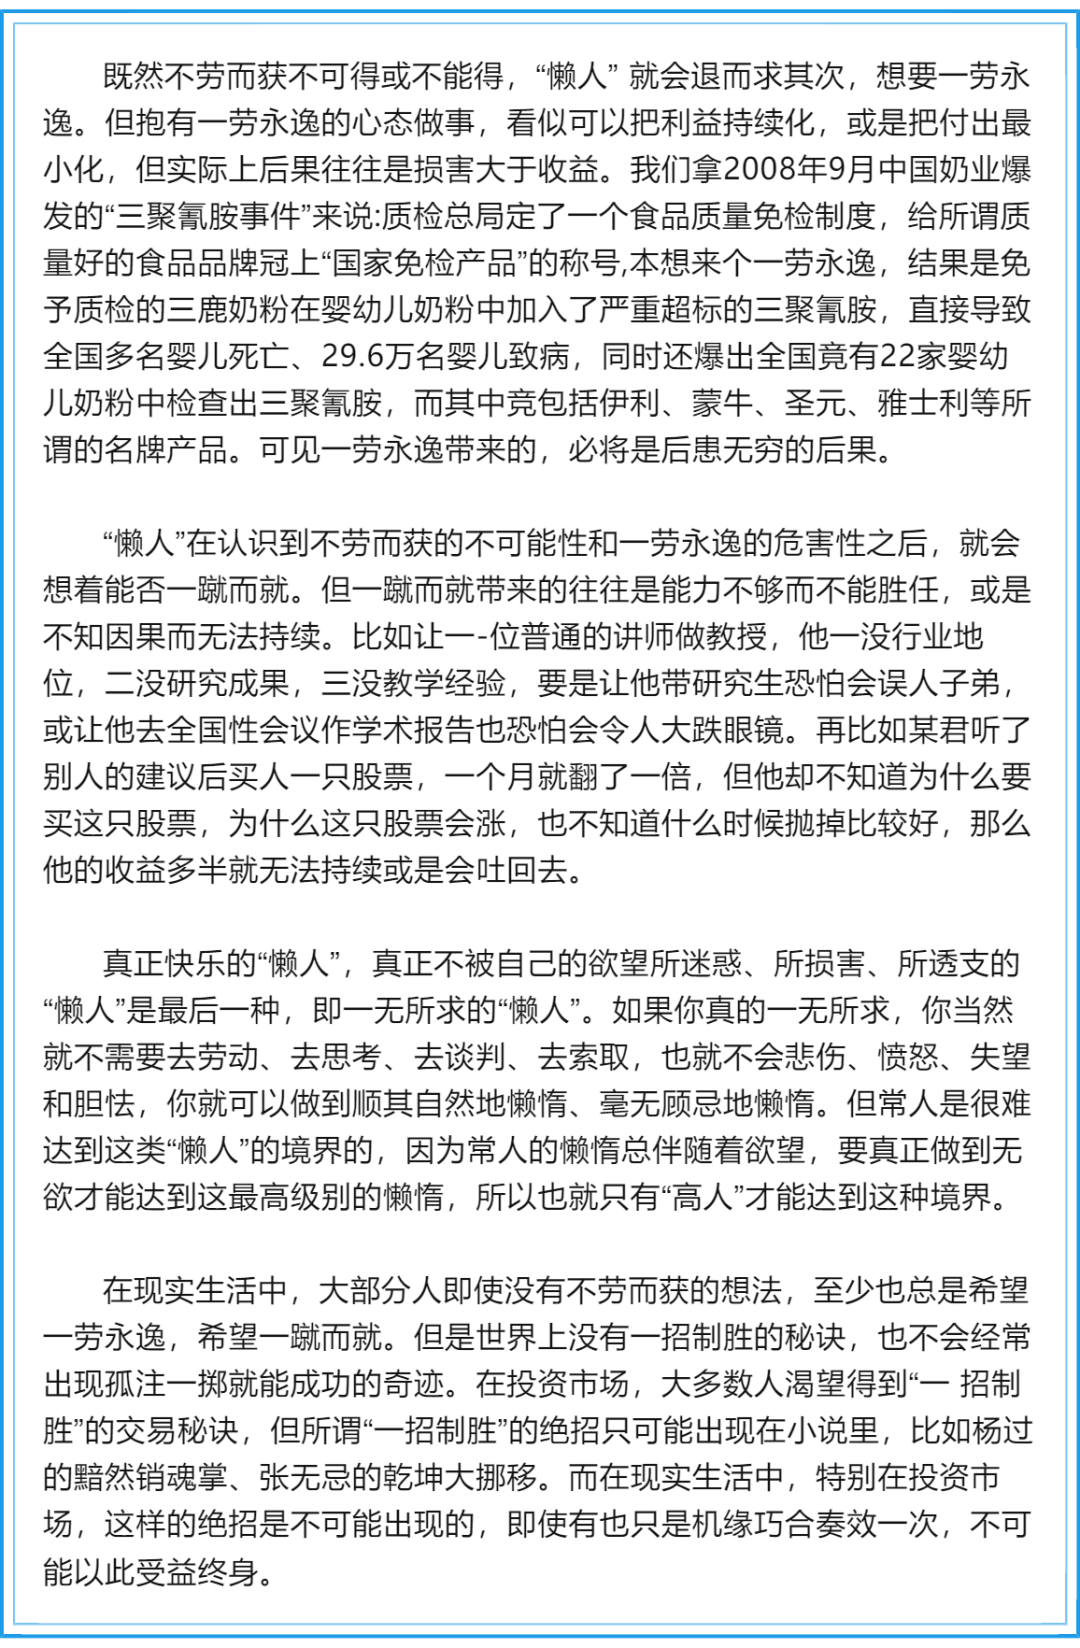 既然不劳而获不可得或不能得，“懒人” 就会退而求其次，想要一劳永
逸。但抱有一劳永逸的心态做事，看似可以把利益持续化，或是把付出最
小化，但实际上后果往往是损害大于收益。我们拿2008年9月中国奶业爆
发的“三聚氰胺事件”来说:质检总局定了一个食品质量免检制度，给所谓质
量好的食品品牌冠上“国家免检产品”的称号,本想来个一劳永逸，结果是免
予质检的三鹿奶粉在婴幼儿奶粉中加入了严重超标的三聚氰胺，直接导致
全国多名婴儿死亡、29.6万名婴儿致病，同时还爆出全国竟有22家婴幼
儿奶粉中检查出三聚氰胺，而其中竞包括伊利、蒙牛、圣元、雅士利等所
谓的名牌产品。可见一劳永逸带来的，必将是后患无穷的后果。
“懒人”在认识到不劳而获的不可能性和一劳永逸的危害性之后，就会
想着能否一蹴而就。但一蹴而就带来的往往是能力不够而不能胜任，或是
不知因果而无法持续。比如让一-位普通的讲师做教授，他一没行业地
位，二没研究成果，三没教学经验，要是让他带研究生恐怕会误人子弟，
或让他去全国性会议作学术报告也恐怕会令人大跌眼镜。再比如某君听了
别人的建议后买人一只股票，一个月就翻了一倍，但他却不知道为什么要
买这只股票，为什么这只股票会涨，也不知道什么时候抛掉比较好，那么
他的收益多半就无法持续或是会吐回去。
真正快乐的“懒人”，真正不被自己的欲望所迷惑、所损害、所透支的
“懒人”是最后一种，即一无所求的“懒人”。如果你真的一无所求，你当然
就不需要去劳动、去思考、去谈判、去索取，也就不会悲伤、愤怒、失望
和胆怯，你就可以做到顺其自然地懒惰、毫无顾忌地懒惰。但常人是很难
达到这类“懒人”的境界的，因为常人的懒惰总伴随着欲望，要真正做到无
欲才能达到这最高级别的懒惰，所以也就只有“高人”才能达到这种境界。
在现实生活中，大部分人即使没有不劳而获的想法，至少也总是希望
一劳永逸，希望一蹴而就。但是世界上没有一招制胜的秘诀，也不会经常
出现孤注一掷就能成功的奇迹。在投资市场，大多数人渴望得到“一 招制
胜”的交易秘诀，但所谓“一招制胜”的绝招只可能出现在小说里，比如杨过
的黯然销魂掌、张无忌的乾坤大挪移。而在现实生活中，特别在投资市
场，这样的绝招是不可能出现的，即使有也只是机缘巧合奏效一次，不可
能以此受益终身。